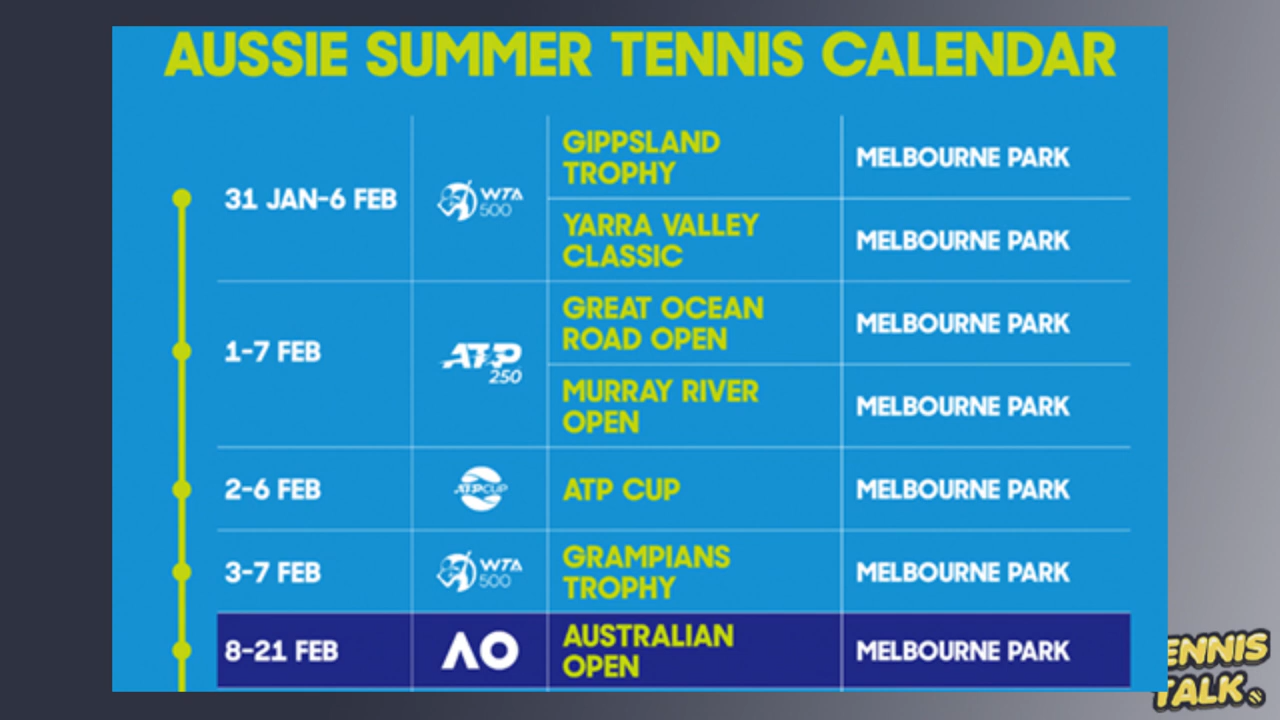 AUSSIE SUMMER TENNIS CALENDAR
31 JAN-6 FEB
WTA
500
GIPPSLAND
TROPHY
MELBOURNE PARK
YARRA VALLEY
CLASSIC
MELBOURNE PARK
1-7 FEB
ATP
250
GREAT OCEAN
ROAD OPEN
MELBOURNE PARK
MURRAY RIVER
OPEN
MELBOURNE PARK
2-6 FEB
ATPCUP
ATP CUP
MELBOURNE PARK
3-7 FEB
WTA
500
GRAMPIANS
TROPHY
MELBOURNE PARK
8-21 FEB
AO
AUSTRALIAN
OPEN
MELBOURNE PARK
ENNIS
TALK